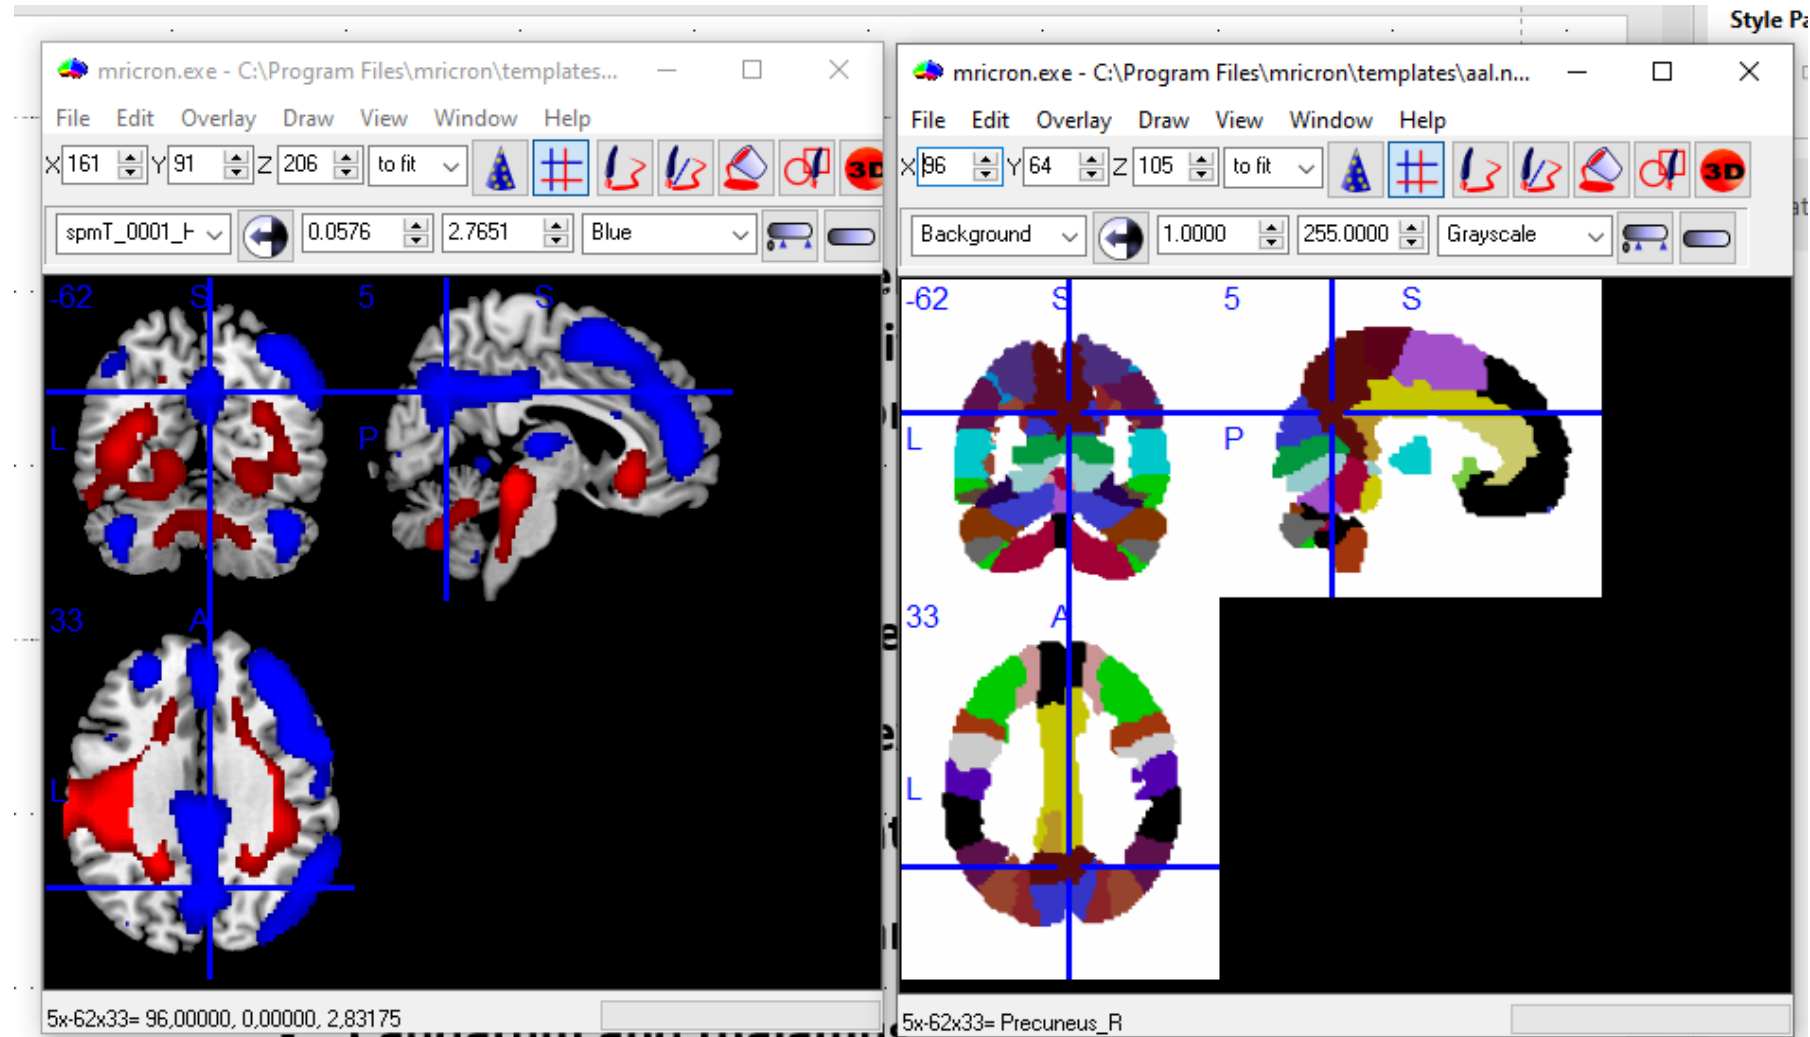 Style Pa
mricron.exe - C:\Program Files\mricron\templates...
File Edit Overlay Draw View Window Help
X 161 Y 91 Z 206 to fit 3D
spmT_0001_H 0.0576 2.7651 Blue
-62 S 5 S
L P
33 A
L
5x-62x33= 96,00000, 0,00000, 2,83175
mricron.exe - C:\Program Files\mricron\templates\aal.n...
File Edit Overlay Draw View Window Help
X 96 Y 64 Z 105 to fit 3D
Background 1.0000 255.0000 Grayscale
-62 S 5 S
L P
33 A
L
5x-62x33= Precuneus_R